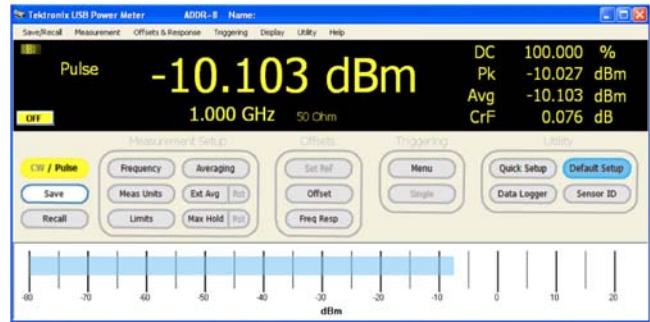 Tektronix USB Power Meter ADDR-8 Name:
Save/Recall Measurement Offsets & Response Triggering Display Utility Help
Pulse
-10.103 dBm
1.000 GHz 50 Ohm
OFF
DC 100.000 %
Pk -10.027 dBm
Avg -10.103 dBm
CrF 0.076 dB
Measurement Setup Offsets Triggering Utility
CW / Pulse Frequency Averaging Set Ref Menu Quick Setup Default Setup
Save Meas Units Ext Avg Rst Offset Single Data Logger Sensor ID
Recall Limits Max Hold Rst Freq Resp
-80 -70 -60 -50 -40 -30 -20 -10 0 10 20
dBm